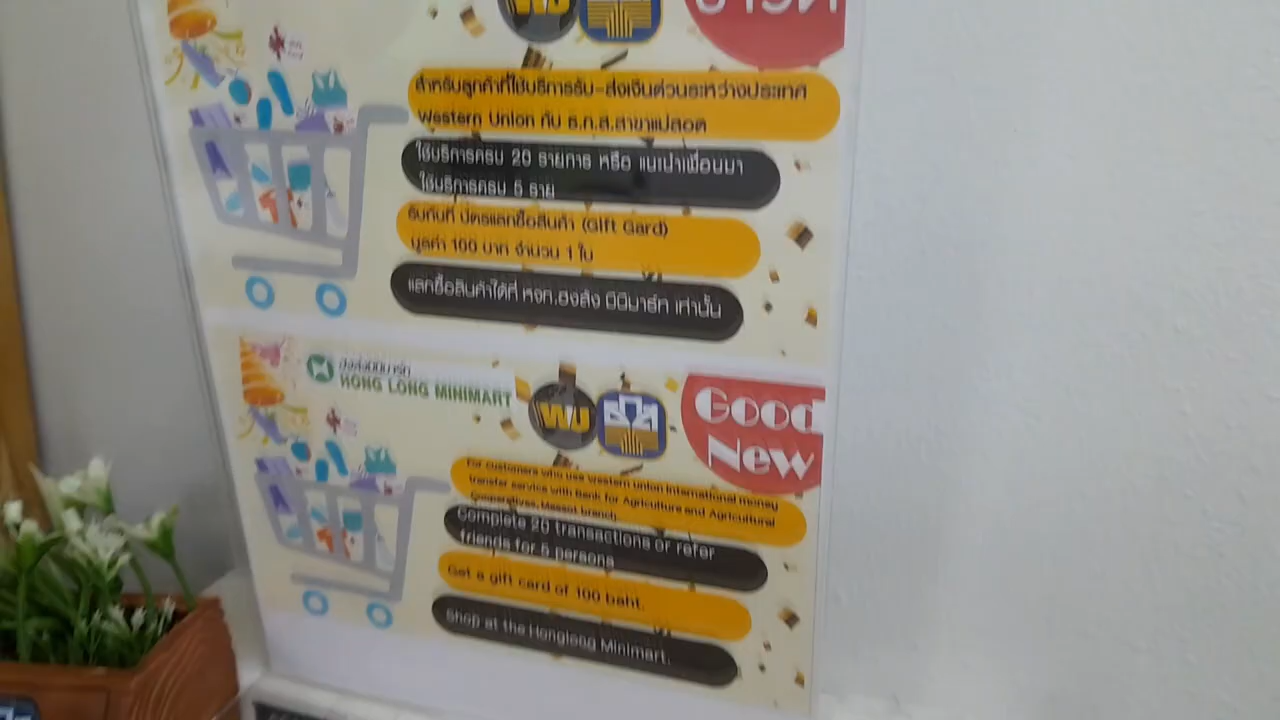 WU
สำหรับลูกค้าที่ใช้บริการรับ-ส่งเงินด่วนระหว่างประเทศ
Western Union กับ ธ.ก.ส.สาขาแม่สอด
ใช้บริการครบ 20 รายการ หรือ แนะนำเพื่อนมา
ใช้บริการครบ 5 ราย
รับทันที บัตรแลกซื้อสินค้า (Gift Gard)
มูลค่า 100 บาท จำนวน 1 ใบ
แลกซื้อสินค้าได้ที่ หจก.ฮงล้ง มินิมาร์ท เท่านั้น
ฮงล้งมินิมาร์ท
HONG LONG MINIMART
WU
Good
New
For customers who use western union international money
transfer service with Bank for Agriculture and Agricultural
Cooperatives, Maesot branch
Complete 20 transactions or refer
friends for 5 persons
Get a gift card of 100 baht.
Shop at the Honglong Minimart.